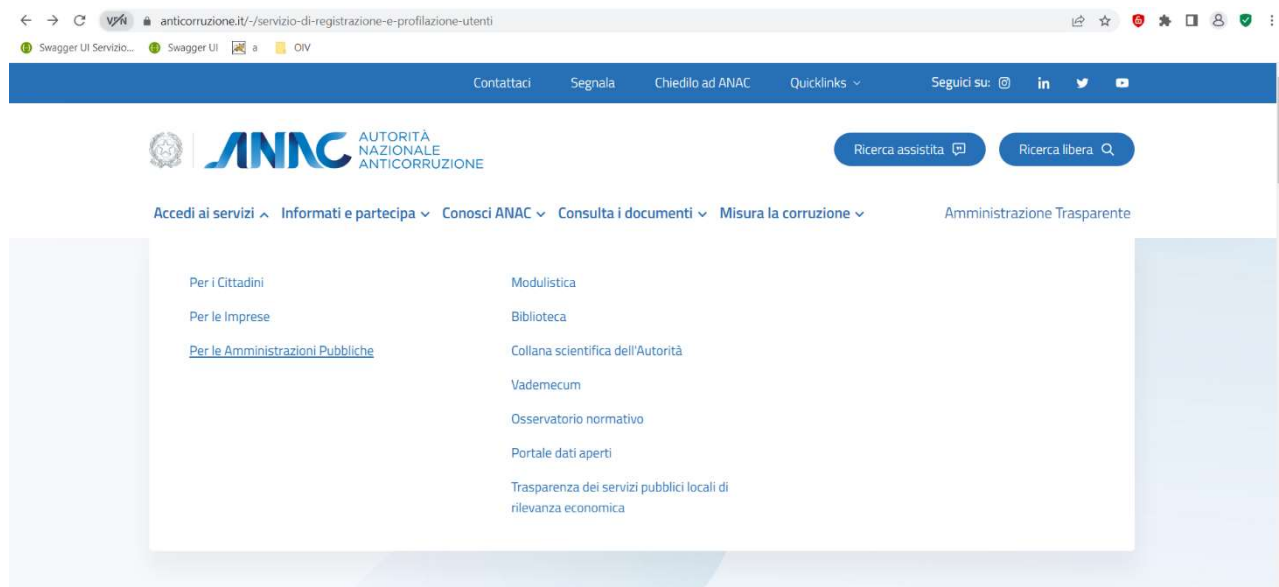 VPN anticorruzione.it/-/servizio-di-registrazione-e-profilazione-utenti
Swagger UI Servizio... Swagger UI a OIV
Contattaci Segnala Chiedilo ad ANAC Quicklinks Seguici su: in
ANAC AUTORITÀ
NAZIONALE
ANTICORRUZIONE
Ricerca assistita Ricerca libera
Accedi ai servizi Informati e partecipa Conosci ANAC Consulta i documenti Misura la corruzione Amministrazione Trasparente
Per i Cittadini
Per le Imprese
Per le Amministrazioni Pubbliche
Modulistica
Biblioteca
Collana scientifica dell'Autorità
Vademecum
Osservatorio normativo
Portale dati aperti
Trasparenza dei servizi pubblici locali di
rilevanza economica